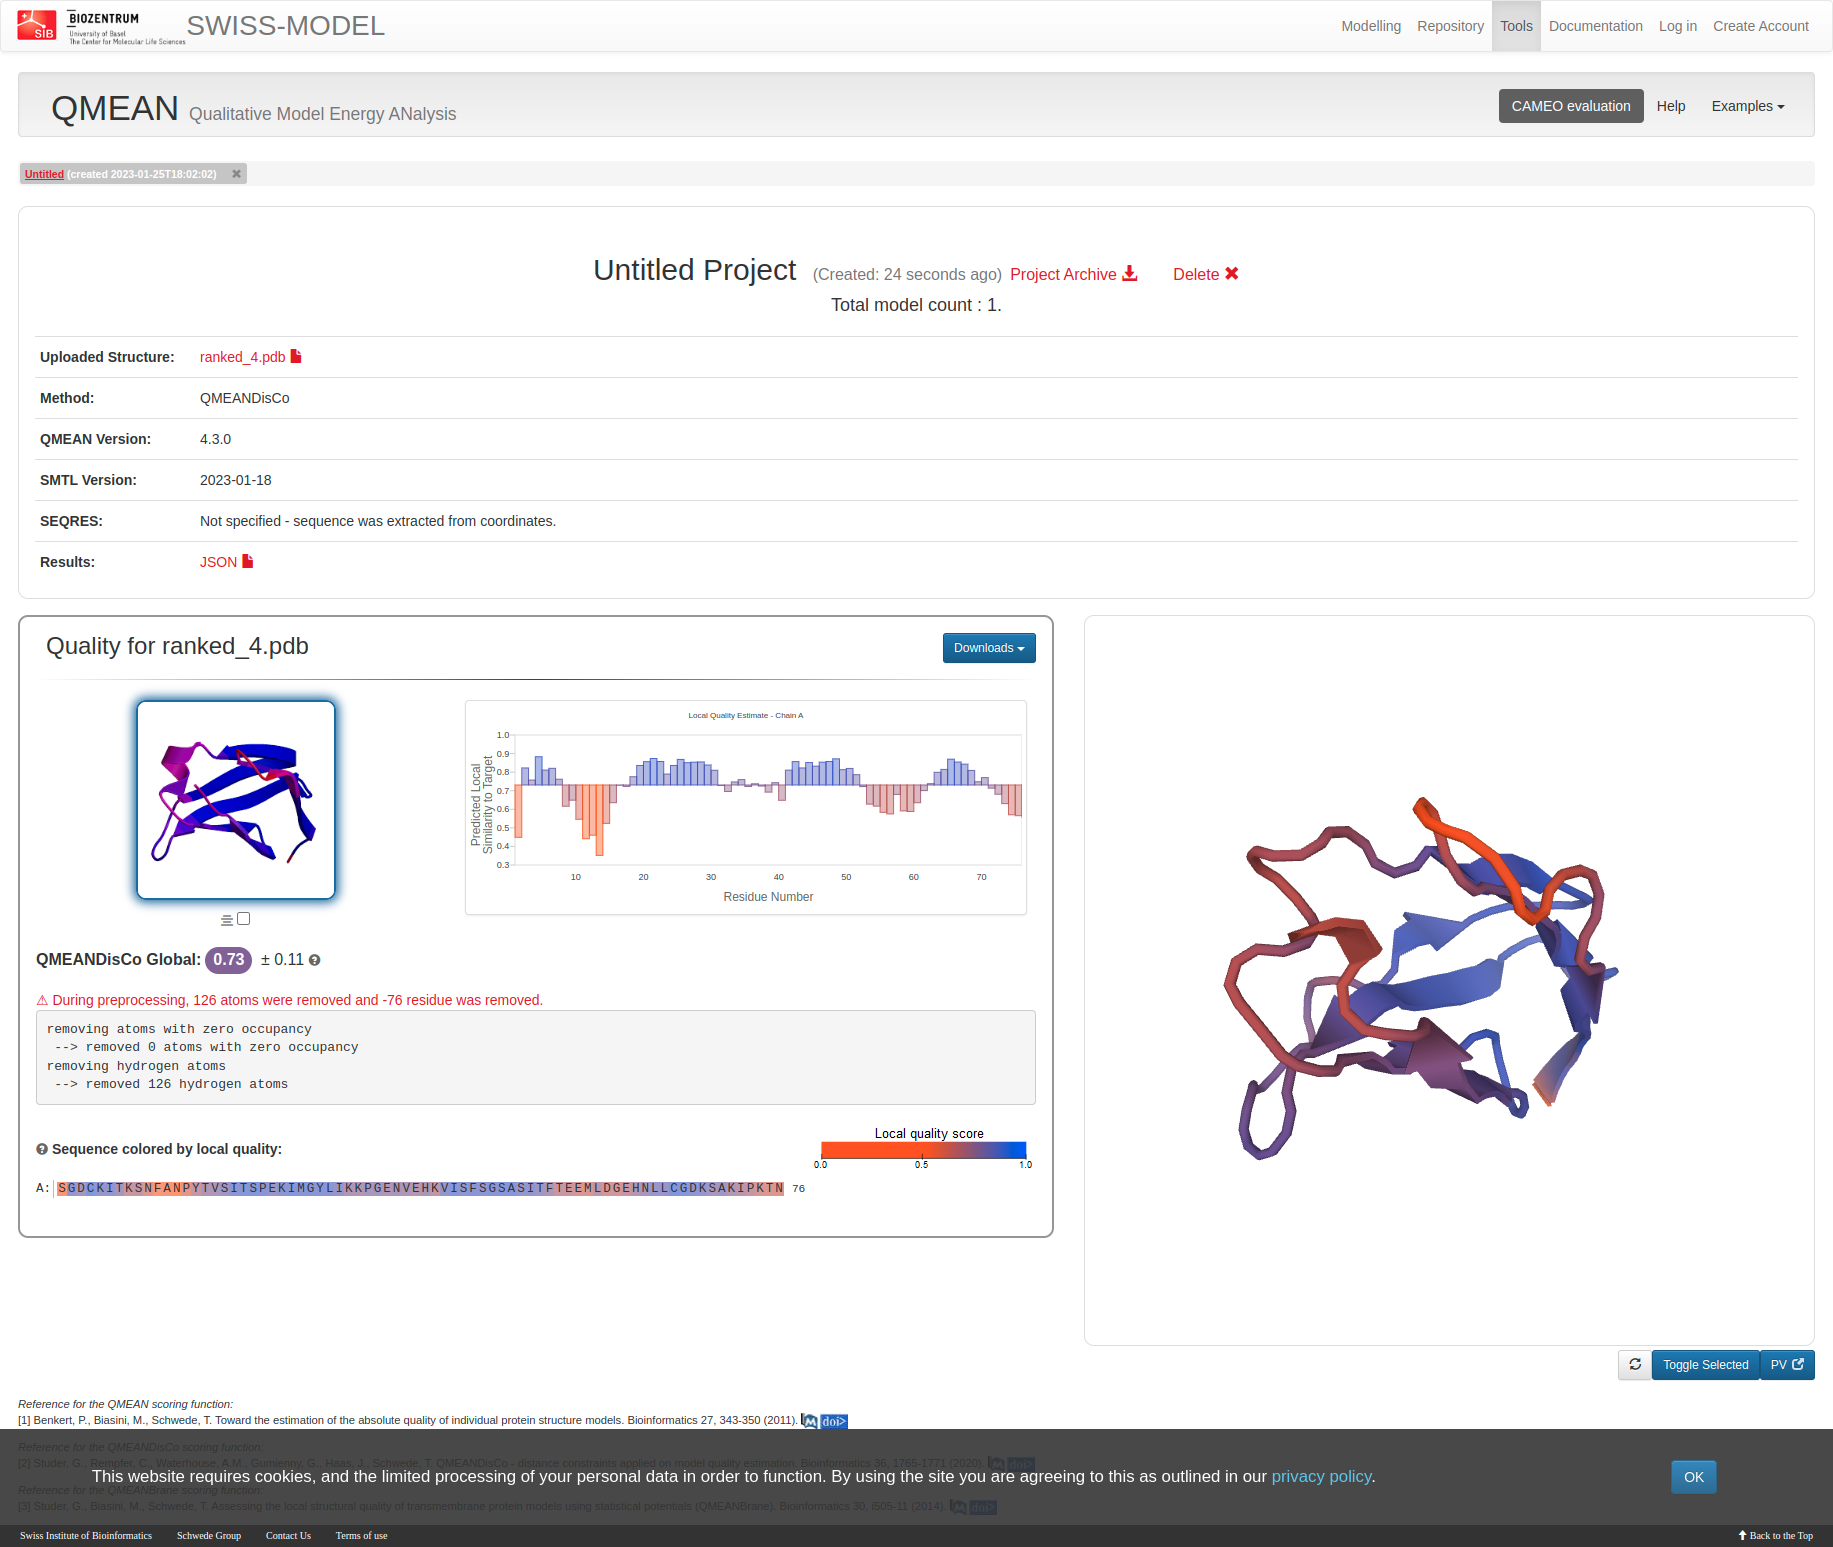 SIB BIOZENTRUM
University of Basel
The Center for Molecular Life Sciences
SWISS-MODEL
Modelling Repository Tools Documentation Log in Create Account
QMEAN Qualitative Model Energy ANalysis
CAMEO evaluation Help Examples
Untitled (created 2023-01-25T18:02:02) ✖
Untitled Project (Created: 24 seconds ago) Project Archive Delete ✖
Total model count : 1.
Uploaded Structure: ranked_4.pdb
Method: QMEANDisCo
QMEAN Version: 4.3.0
SMTL Version: 2023-01-18
SEQRES: Not specified - sequence was extracted from coordinates.
Results: JSON
Quality for ranked_4.pdb
Downloads
Local Quality Estimate - Chain A
Predicted Local
Similarity to Target
1.0
0.9
0.8
0.7
0.6
0.5
0.4
0.3
10 20 30 40 50 60 70
Residue Number
QMEANDisCo Global: 0.73 ± 0.11
⚠ During preprocessing, 126 atoms were removed and -76 residue was removed.
removing atoms with zero occupancy
--> removed 0 atoms with zero occupancy
removing hydrogen atoms
--> removed 126 hydrogen atoms
Local quality score
0.0 0.5 1.0
Sequence colored by local quality:
A: SGDCKITKSNFANPYTVSITSPEKIMGYLIKKPGENVEHKVISFSGSASITFTEEMLDGEHNLLCGDKSAKIPKTN 76
Toggle Selected PV
Reference for the QMEAN scoring function:
[1] Benkert, P., Biasini, M., Schwede, T. Toward the estimation of the absolute quality of individual protein structure models. Bioinformatics 27, 343-350 (2011). M doi>
Reference for the QMEANDisCo scoring function:
[2] Studer, G., Rempfer, C., Waterhouse, A.M., Gumienny, G., Haas, J., Schwede, T. QMEANDisCo - distance constraints applied on model quality estimation. Bioinformatics 36, 1765-1771 (2020). M doi>
This website requires cookies, and the limited processing of your personal data in order to function. By using the site you are agreeing to this as outlined in our privacy policy.
OK
Reference for the QMEANBrane scoring function:
[3] Studer, G., Biasini, M., Schwede, T. Assessing the local structural quality of transmembrane protein models using statistical potentials (QMEANBrane). Bioinformatics 30, i505-11 (2014). M doi>
Swiss Institute of Bioinformatics Schwede Group Contact Us Terms of use
Back to the Top